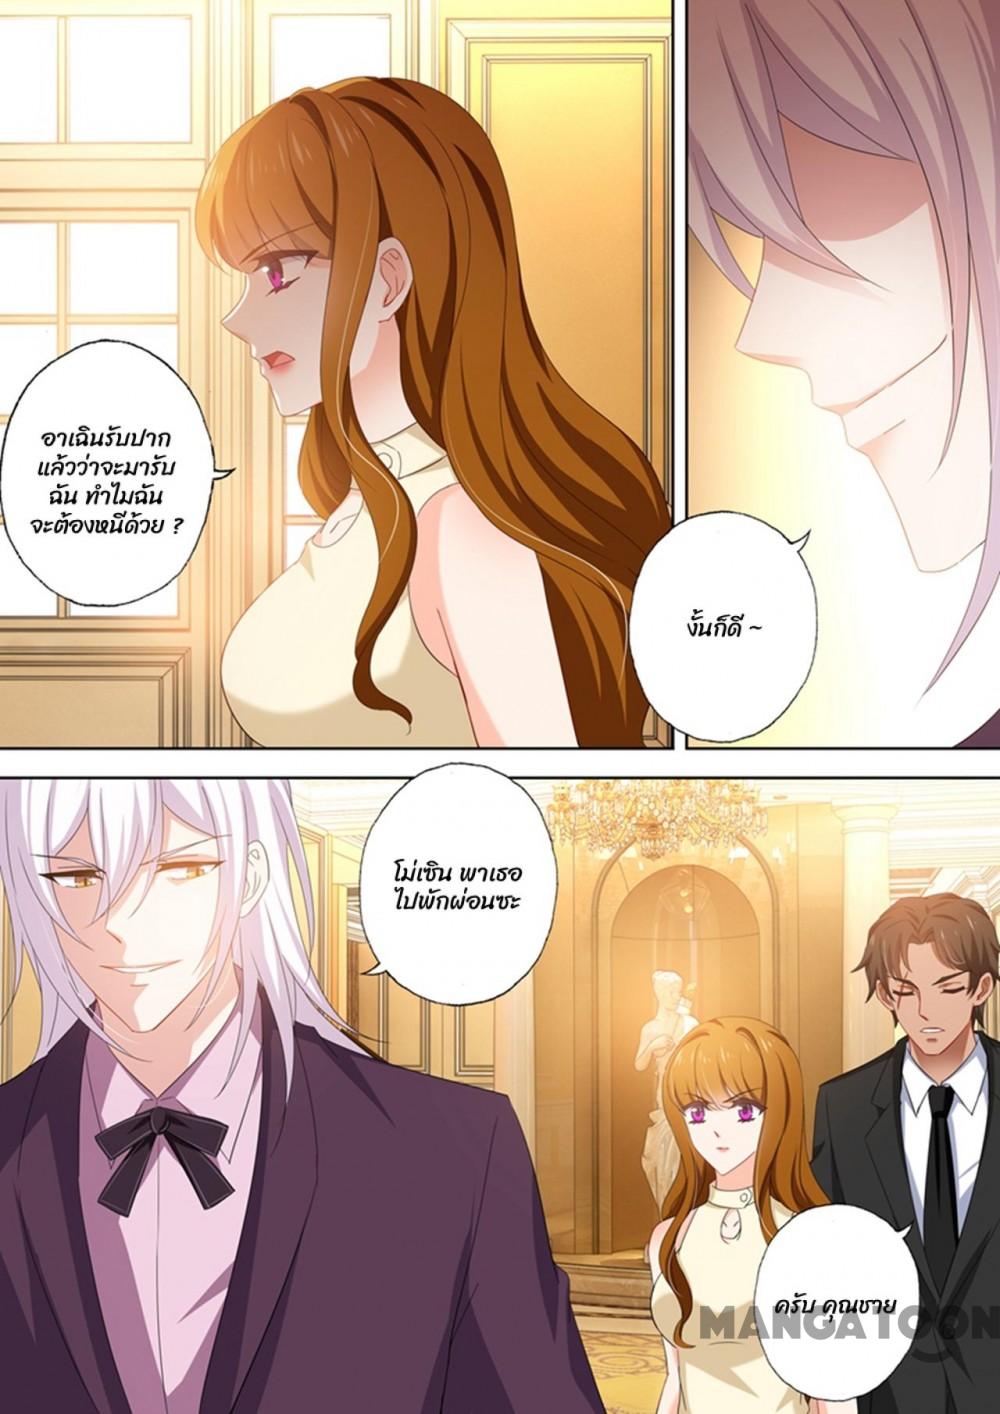 อาเฉินรับปาก
แล้วว่าจะมารับ
ฉัน ทำไมฉัน
จะต้องหนีด้วย ?
งั้นก็ดี ~
โม่เซิน พาเธอ
ไปพักผ่อนซะ
ครับ คุณชาย
MANGATOON